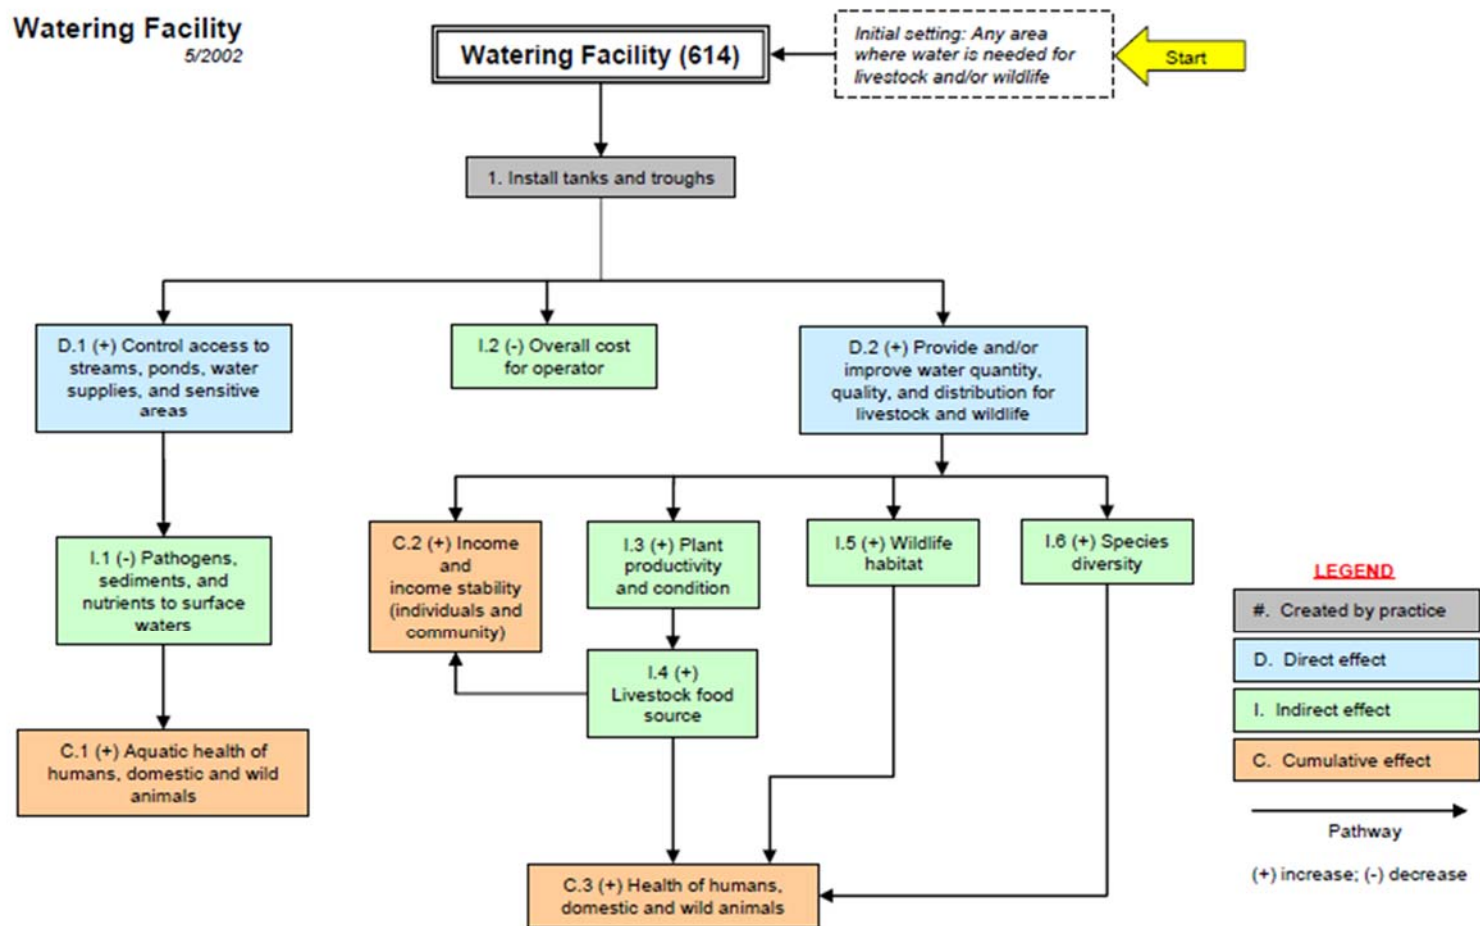 Watering Facility
5/2002
Watering Facility (614)
Initial setting: Any area
where water is needed for
livestock and/or wildlife
Start
1. Install tanks and troughs
D.1 (+) Control access to
streams, ponds, water
supplies, and sensitive
areas
I.2 (-) Overall cost
for operator
D.2 (+) Provide and/or
improve water quantity,
quality, and distribution for
livestock and wildlife
I.1 (-) Pathogens,
sediments, and
nutrients to surface
waters
C.2 (+) Income
and
income stability
(individuals and
community)
I.3 (+) Plant
productivity
and condition
I.5 (+) Wildlife
habitat
I.6 (+) Species
diversity
I.4 (+)
Livestock food
source
C.1 (+) Aquatic health of
humans, domestic and wild
animals
C.3 (+) Health of humans,
domestic and wild animals
LEGEND
#. Created by practice
D. Direct effect
I. Indirect effect
C. Cumulative effect
Pathway
(+) increase; (-) decrease